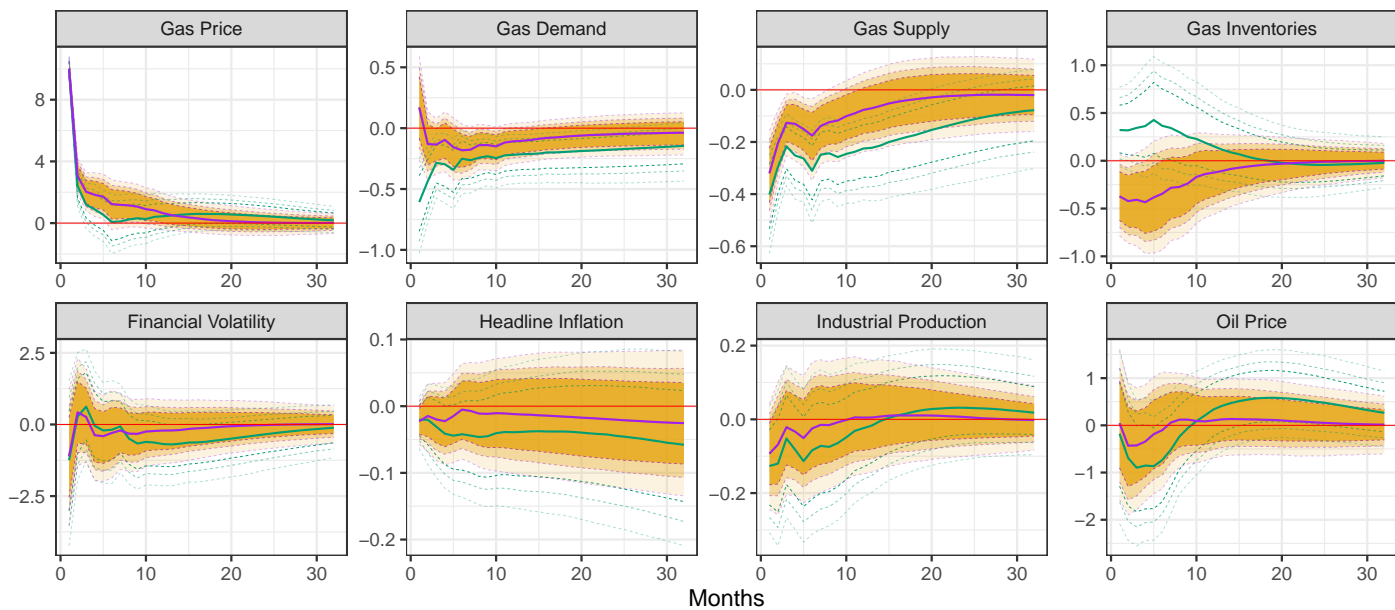 Gas Price
Gas Demand
Gas Supply
Gas Inventories
8
4
0
0 10 20 30
0.5
0.0
−0.5
−1.0
0 10 20 30
0.0
−0.2
−0.4
−0.6
0 10 20 30
1.0
0.5
0.0
−0.5
−1.0
0 10 20 30
Financial Volatility
Headline Inflation
Industrial Production
Oil Price
2.5
0.0
−2.5
0 10 20 30
0.1
0.0
−0.1
−0.2
0 10 20 30
0.2
0.0
−0.2
0 10 20 30
1
0
−1
−2
0 10 20 30
Months